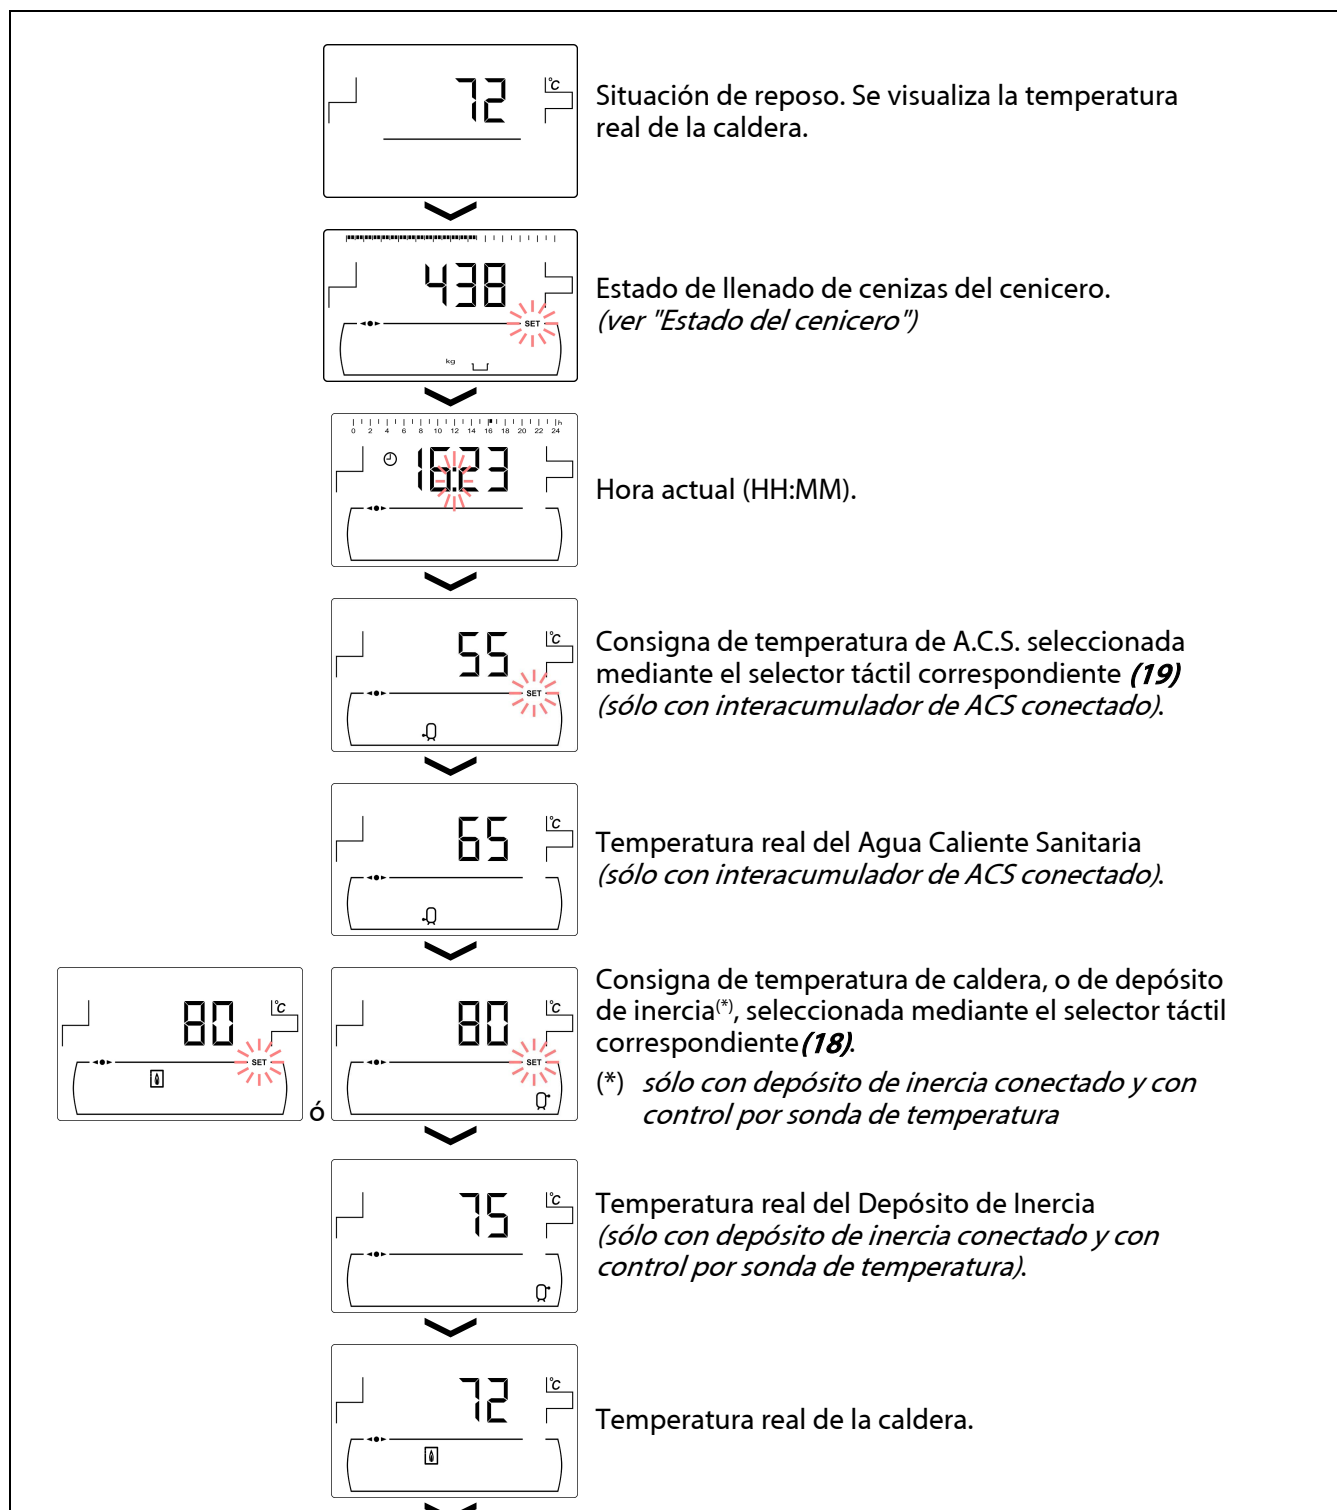 72 °C
Situación de reposo. Se visualiza la temperatura
real de la caldera.
438
SET
kg
Estado de llenado de cenizas del cenicero.
(ver "Estado del cenicero")
0 2 4 6 8 10 12 14 16 18 20 22 24 h
16:23
Hora actual (HH:MM).
55 °C
SET
Consigna de temperatura de A.C.S. seleccionada
mediante el selector táctil correspondiente (19)
(sólo con interacumulador de ACS conectado).
65 °C
Temperatura real del Agua Caliente Sanitaria
(sólo con interacumulador de ACS conectado).
80 °C
SET
ó
80 °C
SET
Consigna de temperatura de caldera, o de depósito
de inercia(*), seleccionada mediante el selector táctil
correspondiente(18).
(*) sólo con depósito de inercia conectado y con
control por sonda de temperatura
75 °C
Temperatura real del Depósito de Inercia
(sólo con depósito de inercia conectado y con
control por sonda de temperatura).
72 °C
Temperatura real de la caldera.